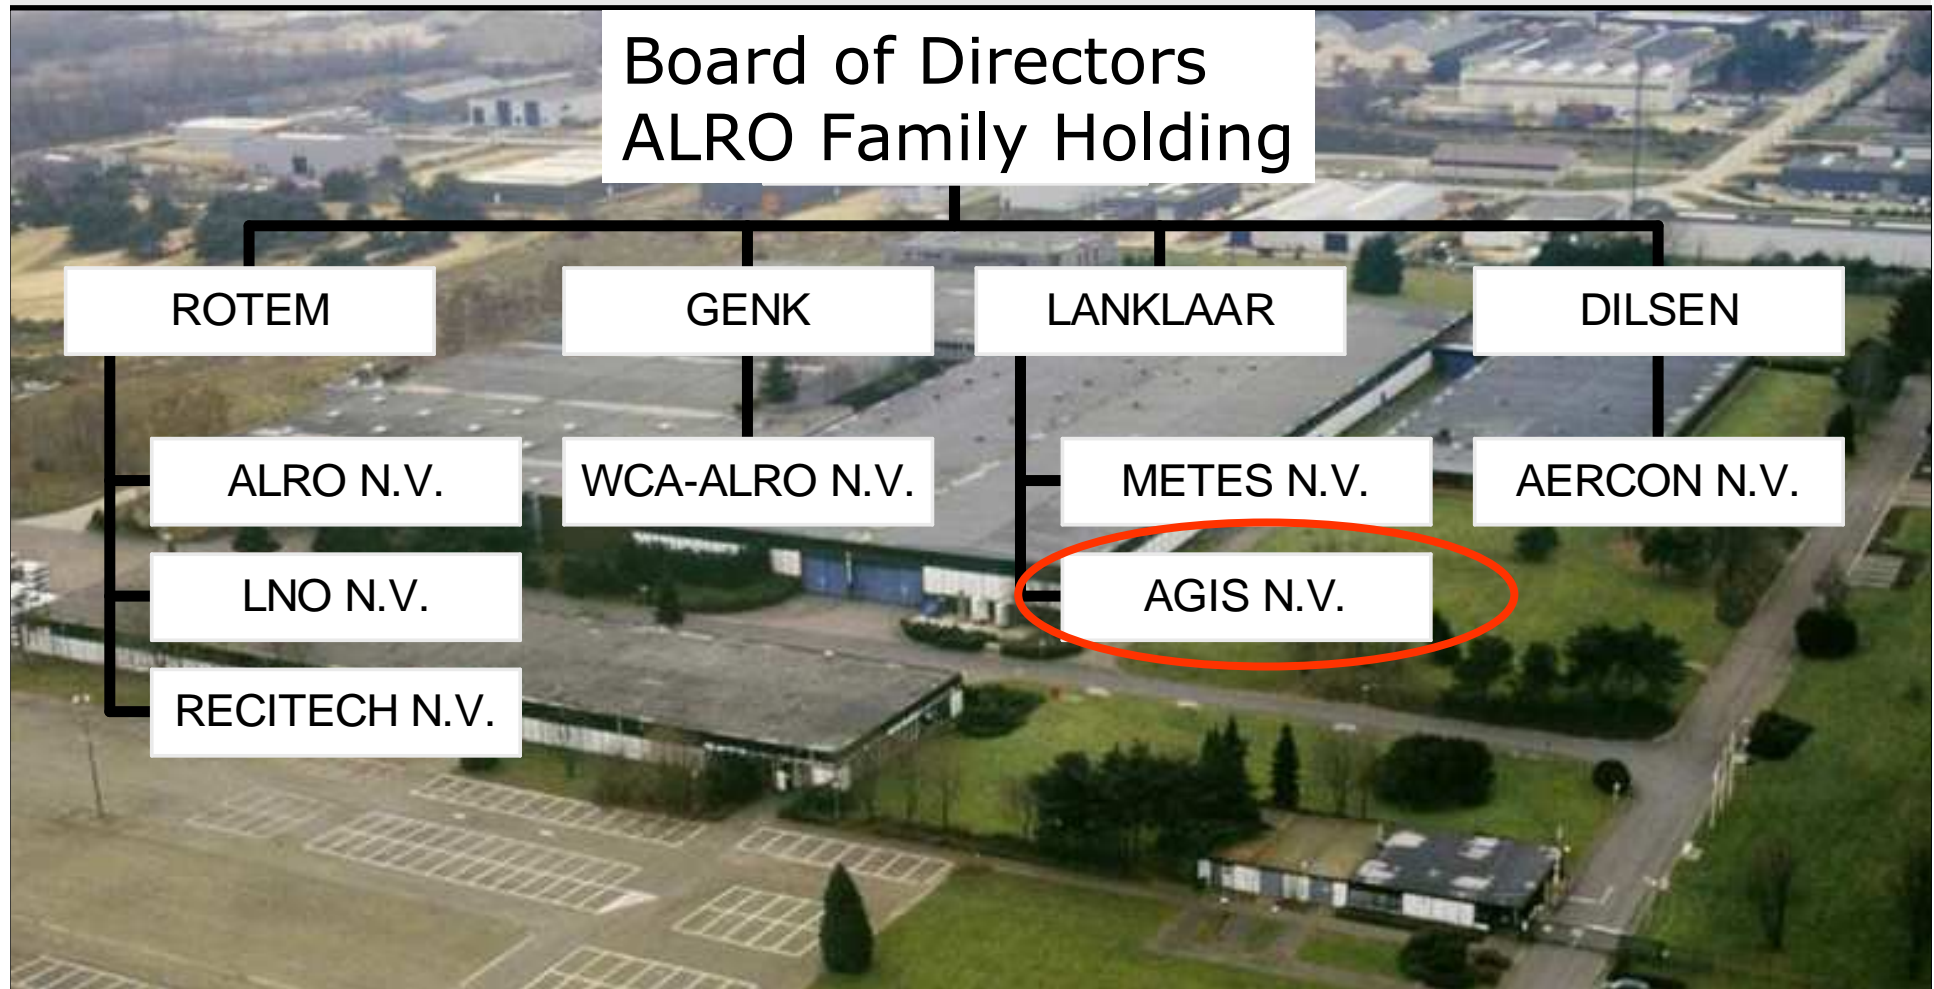 Board of Directors
ALRO Family Holding
ROTEM
GENK
LANKLAAR
DILSEN
ALRO N.V.
WCA-ALRO N.V.
METES N.V.
AERCON N.V.
LNO N.V.
AGIS N.V.
RECITECH N.V.